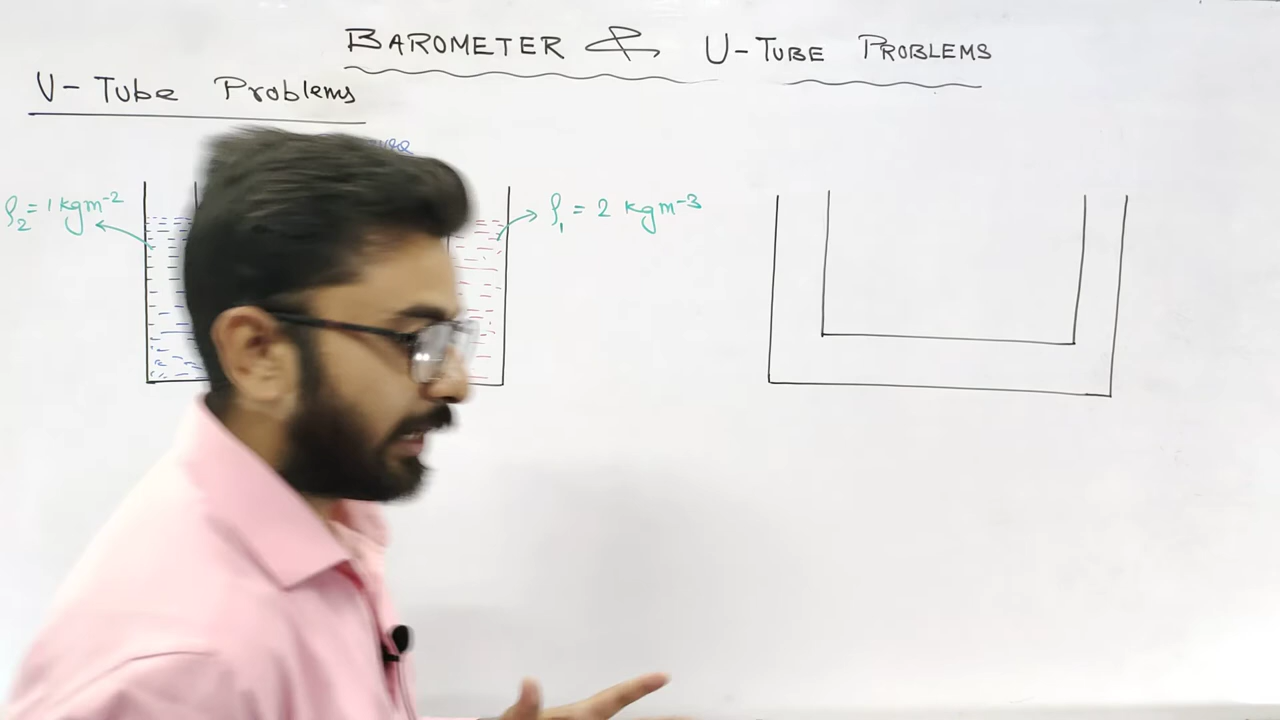 BAROMETER & U-TUBE PROBLEMS
U-Tube Problems
ρ₂ = 1 kgm⁻²
ρ₁ = 2 kgm⁻³